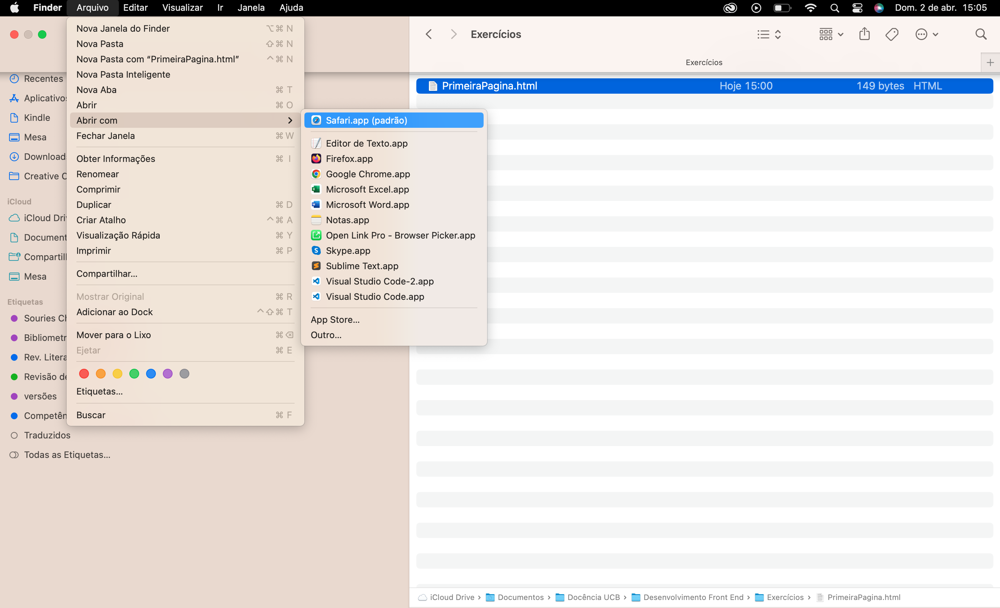 Finder Arquivo Editar Visualizar Ir Janela Ajuda Dom. 2 de abr. 15:05
Nova Janela do Finder ⌥⌘ N
Nova Pasta ⇧⌘ N
Nova Pasta com “PrimeiraPagina.html” ^⌘ N
Nova Pasta Inteligente
Nova Aba ⌘ T
Abrir ⌘ O
Abrir com >
Fechar Janela ⌘ W
Obter Informações ⌘ I
Renomear
Comprimir
Duplicar ⌘ D
Criar Atalho ^⌘ A
Visualização Rápida ⌘ Y
Imprimir ⌘ P
Compartilhar...
Mostrar Original ⌘ R
Adicionar ao Dock ^⇧⌘ T
Mover para o Lixo ⌘⌫
Ejetar ⌘ E
Etiquetas...
Buscar ⌘ F
Safari.app (padrão)
Editor de Texto.app
Firefox.app
Google Chrome.app
Microsoft Excel.app
Microsoft Word.app
Notas.app
Open Link Pro - Browser Picker.app
Skype.app
Sublime Text.app
Visual Studio Code-2.app
Visual Studio Code.app
App Store...
Outro...
Recentes
Aplicativos
Kindle
Mesa
Download
Creative C
iCloud
iCloud Dri
Document
Compartil
Mesa
Etiquetas
Souries Ch
Bibliometr
Rev. Litera
Revisão de
versões
Competên
Traduzidos
Todas as Etiquetas...
Exercícios
Exercícios +
PrimeiraPagina.html Hoje 15:00 149 bytes HTML
iCloud Drive › Documentos › Docência UCB › Desenvolvimento Front End › Exercícios › PrimeiraPagina.html